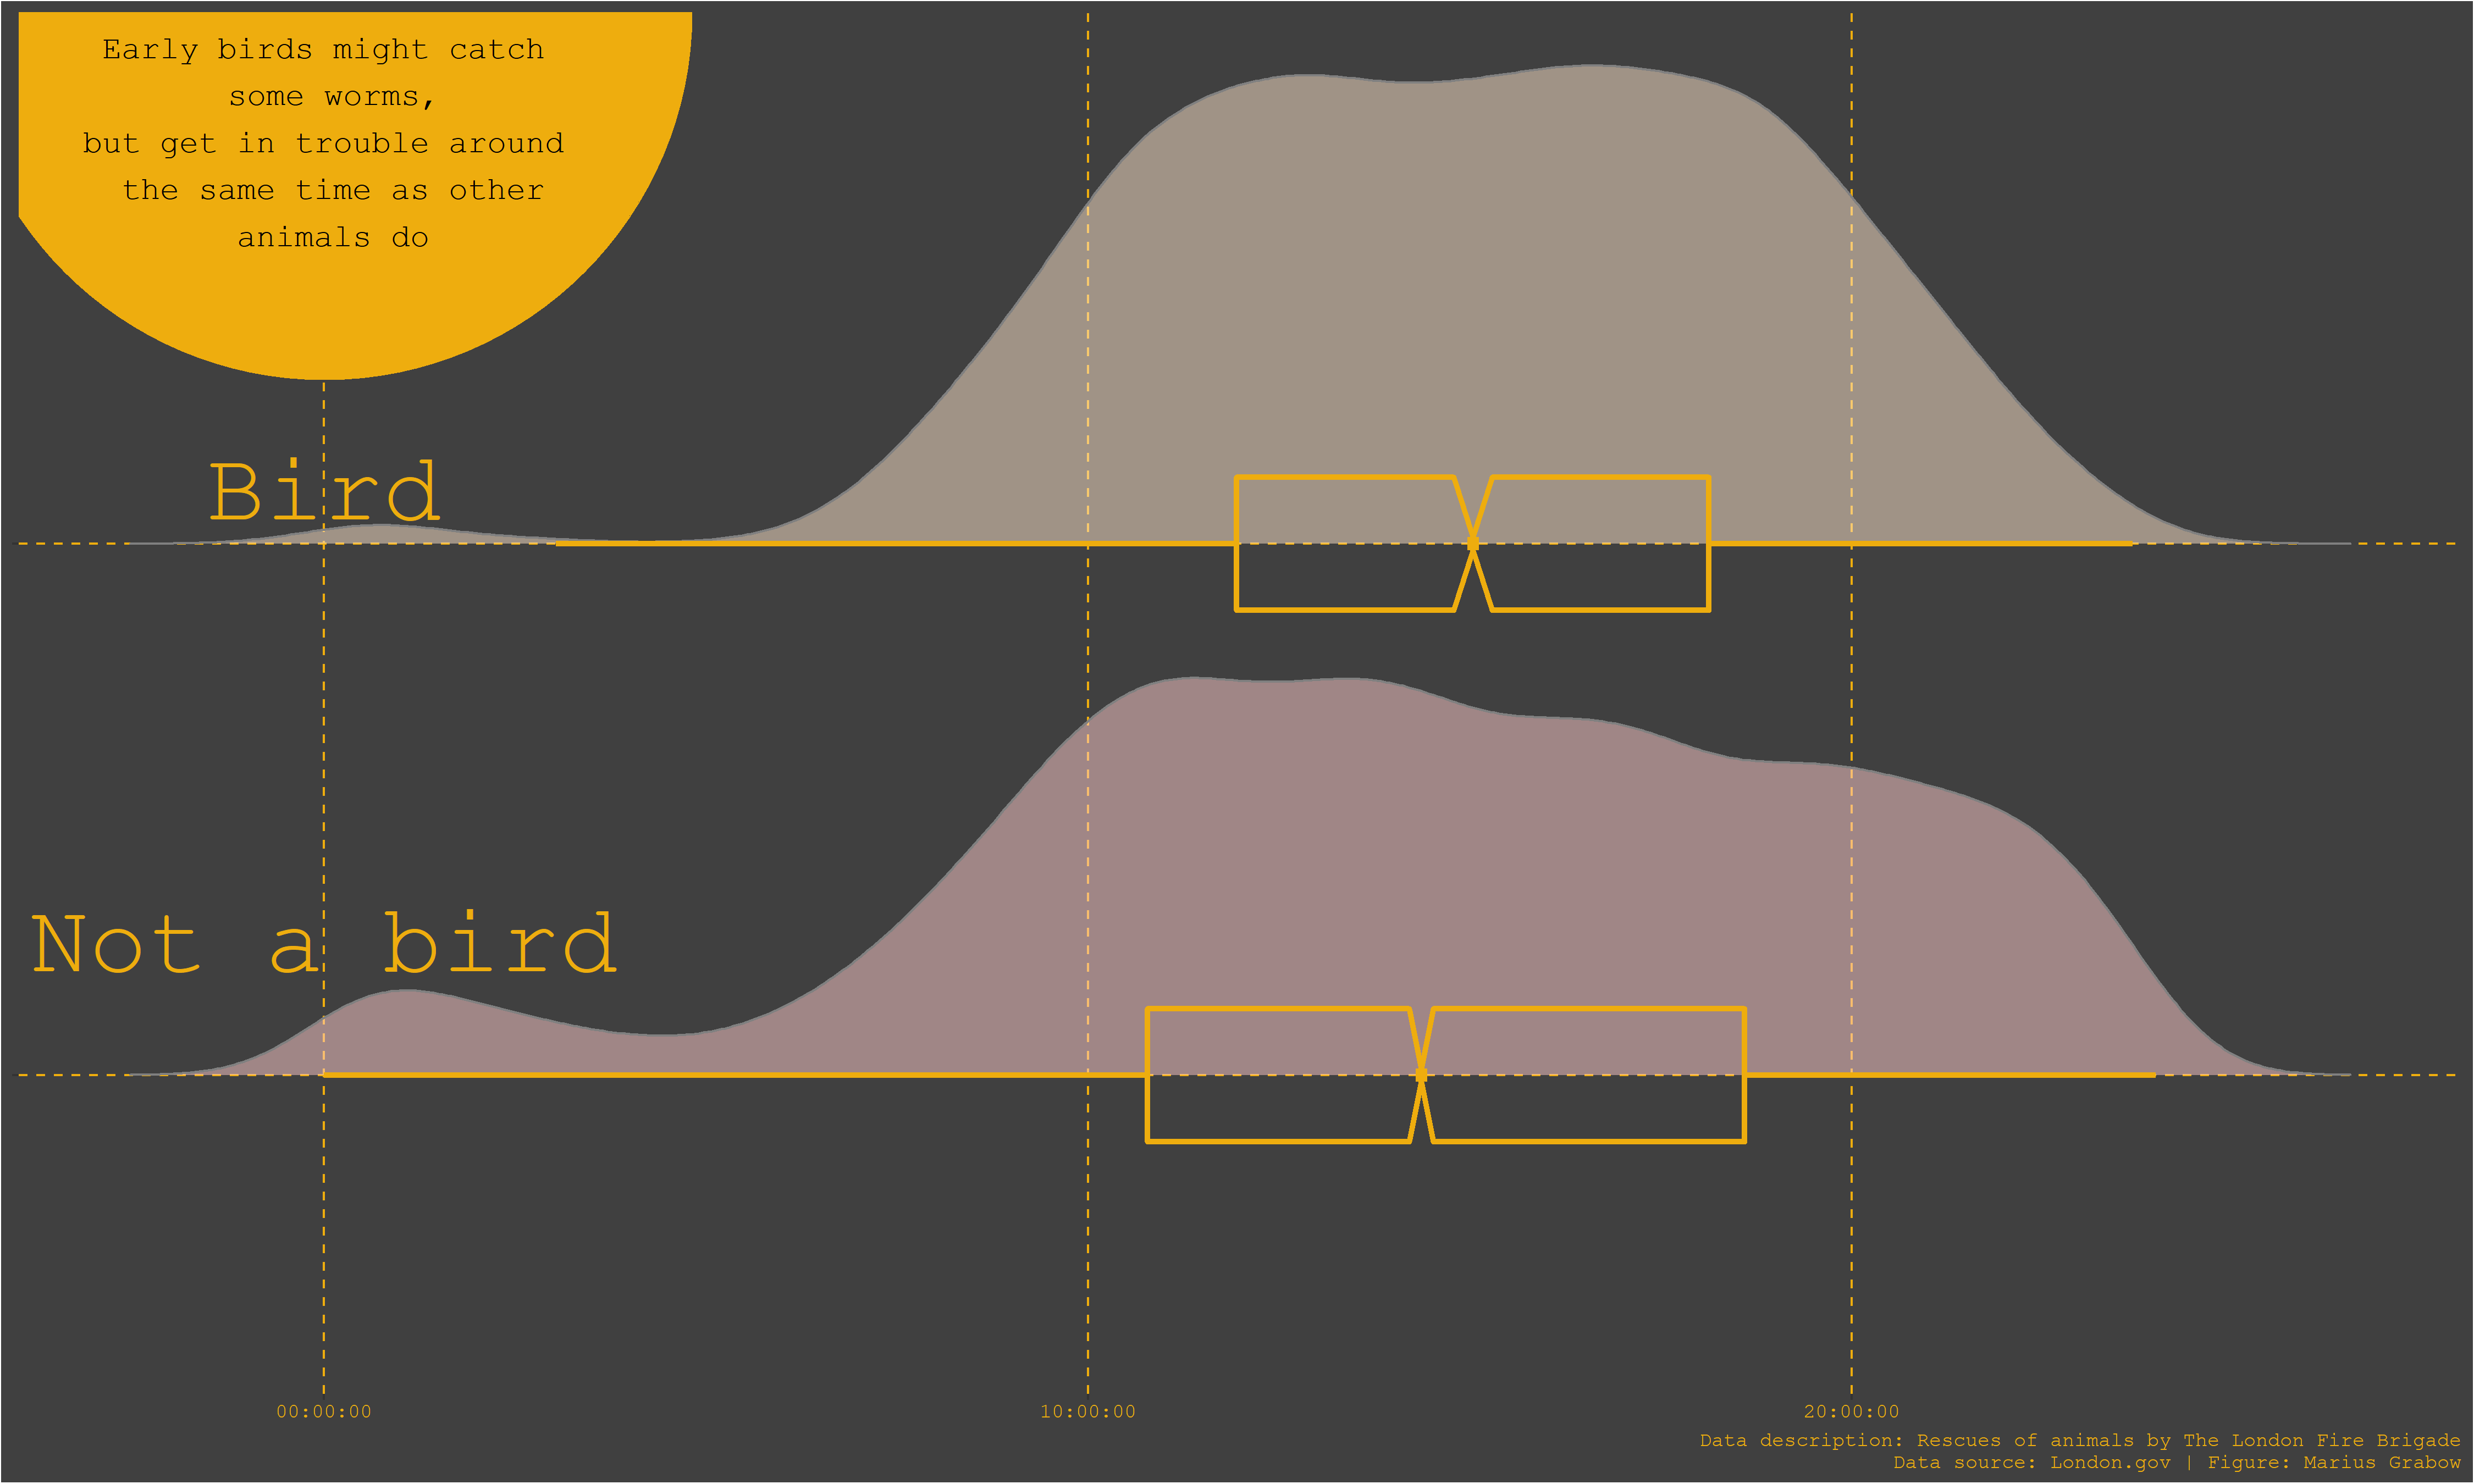 Early birds might catch
some worms,
but get in trouble around
the same time as other
animals do
Bird
Not a bird
00:00:00
10:00:00
20:00:00
Data description: Rescues of animals by The London Fire Brigade
Data source: London.gov | Figure: Marius Grabow